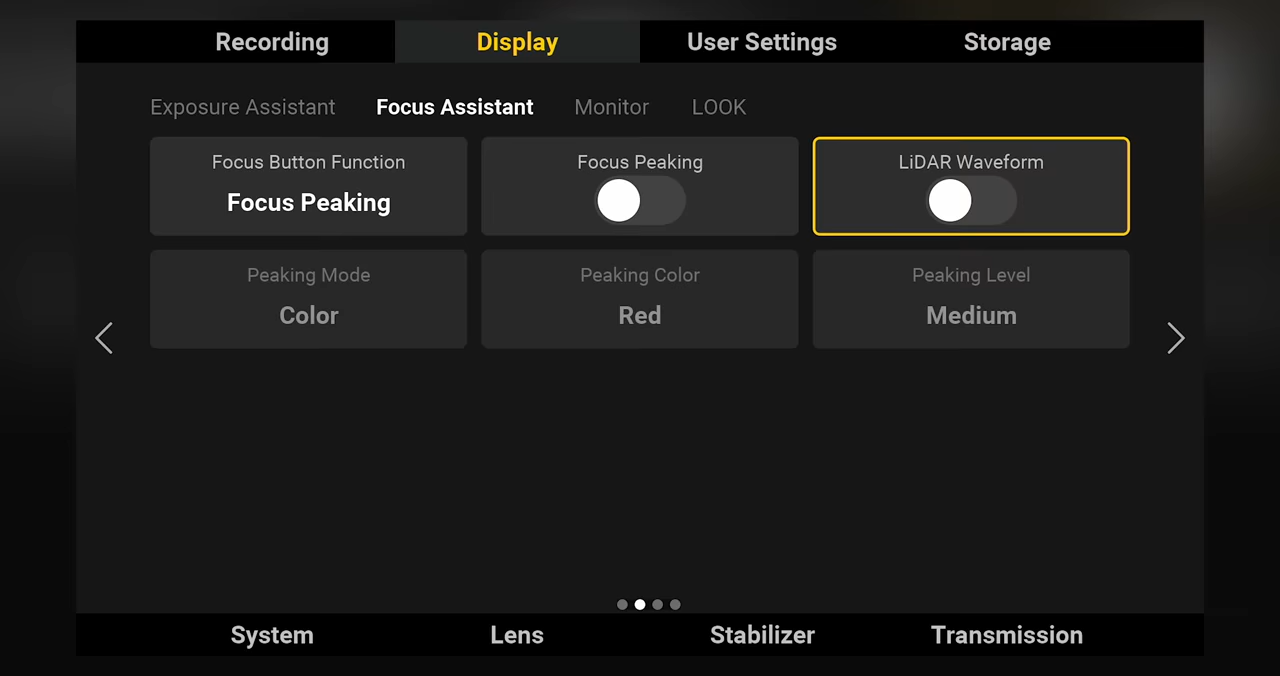 Recording Display User Settings Storage
Exposure Assistant Focus Assistant Monitor LOOK
Focus Button Function Focus Peaking LiDAR Waveform
Focus Peaking
Peaking Mode Peaking Color Peaking Level
Color Red Medium
System Lens Stabilizer Transmission